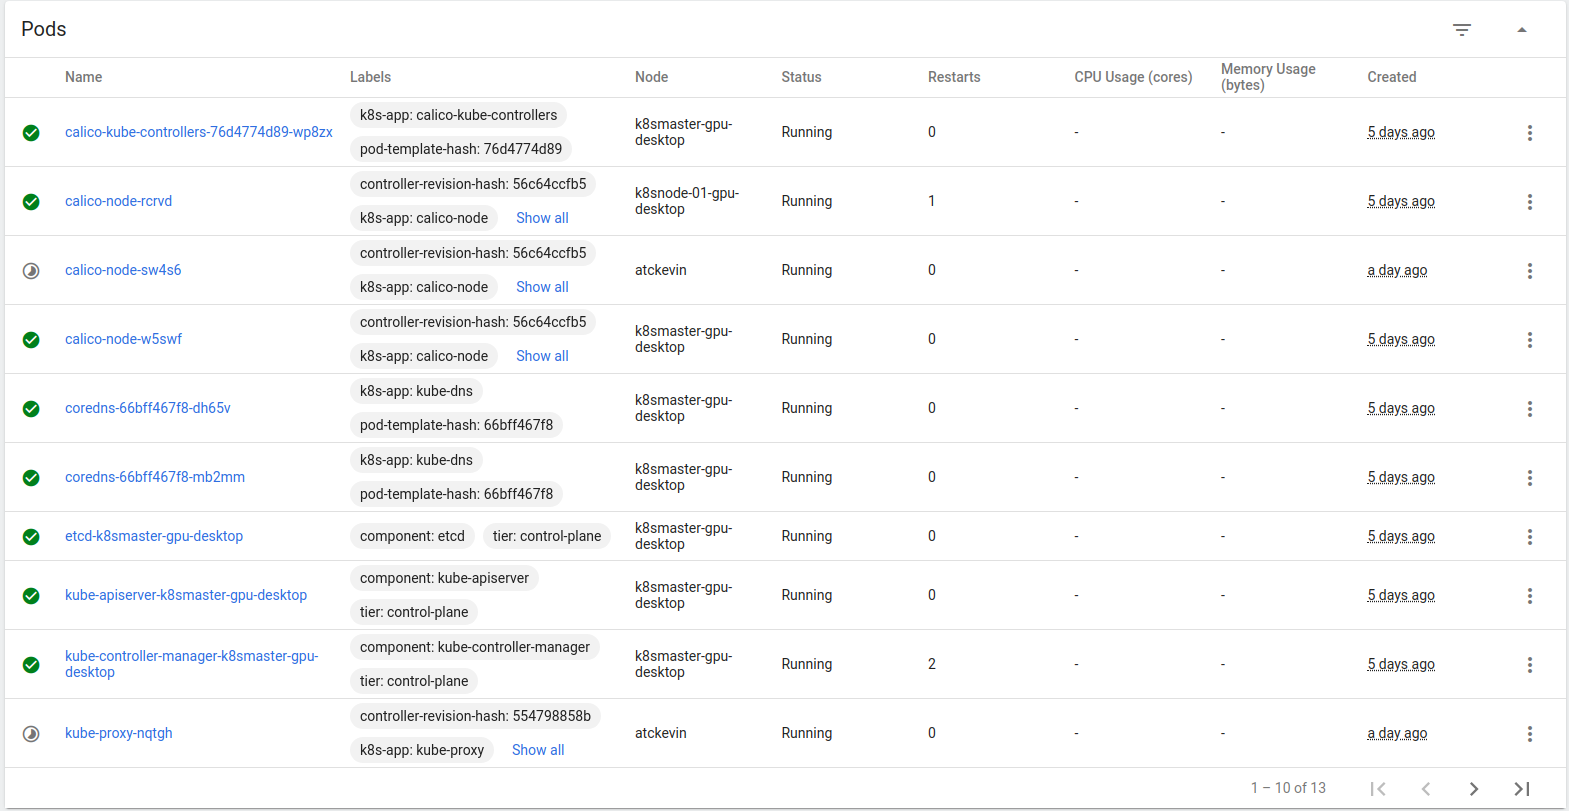 Pods
Name Labels Node Status Restarts CPU Usage (cores) Memory Usage (bytes) Created
calico-kube-controllers-76d4774d89-wp8zx k8s-app: calico-kube-controllers k8smaster-gpu- Running 0 - - 5 days ago
pod-template-hash: 76d4774d89 desktop
calico-node-rcrvd controller-revision-hash: 56c64ccfb5 k8snode-01-gpu- Running 1 - - 5 days ago
k8s-app: calico-node Show all desktop
calico-node-sw4s6 controller-revision-hash: 56c64ccfb5 atckevin Running 0 - - a day ago
k8s-app: calico-node Show all
calico-node-w5swf controller-revision-hash: 56c64ccfb5 k8smaster-gpu- Running 0 - - 5 days ago
k8s-app: calico-node Show all desktop
coredns-66bff467f8-dh65v k8s-app: kube-dns k8smaster-gpu- Running 0 - - 5 days ago
pod-template-hash: 66bff467f8 desktop
coredns-66bff467f8-mb2mm k8s-app: kube-dns k8smaster-gpu- Running 0 - - 5 days ago
pod-template-hash: 66bff467f8 desktop
etcd-k8smaster-gpu-desktop component: etcd tier: control-plane k8smaster-gpu- Running 0 - - 5 days ago
desktop
kube-apiserver-k8smaster-gpu-desktop component: kube-apiserver k8smaster-gpu- Running 0 - - 5 days ago
tier: control-plane desktop
kube-controller-manager-k8smaster-gpu- component: kube-controller-manager k8smaster-gpu- Running 2 - - 5 days ago
desktop tier: control-plane desktop
kube-proxy-nqtgh controller-revision-hash: 554798858b atckevin Running 0 - - a day ago
k8s-app: kube-proxy Show all
1 – 10 of 13